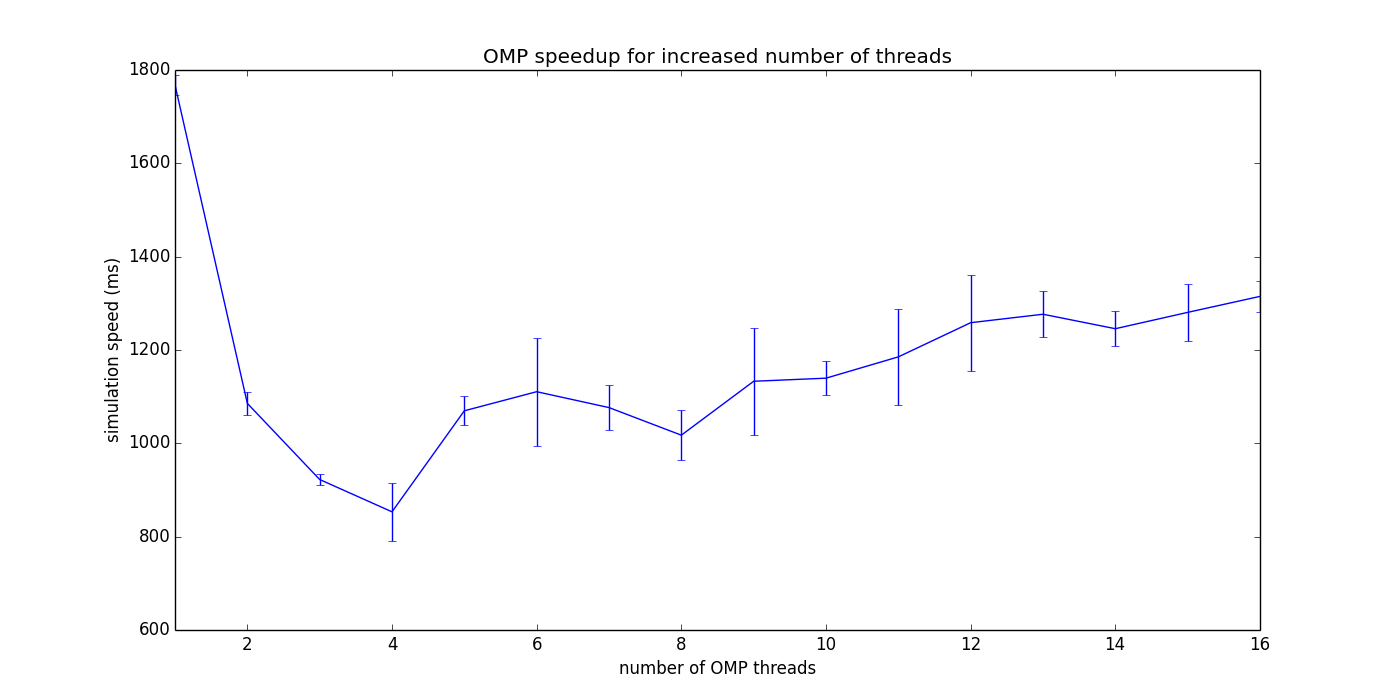 OMP speedup for increased number of threads
1800
1600
1400
1200
1000
800
600
simulation speed (ms)
2 4 6 8 10 12 14 16
number of OMP threads